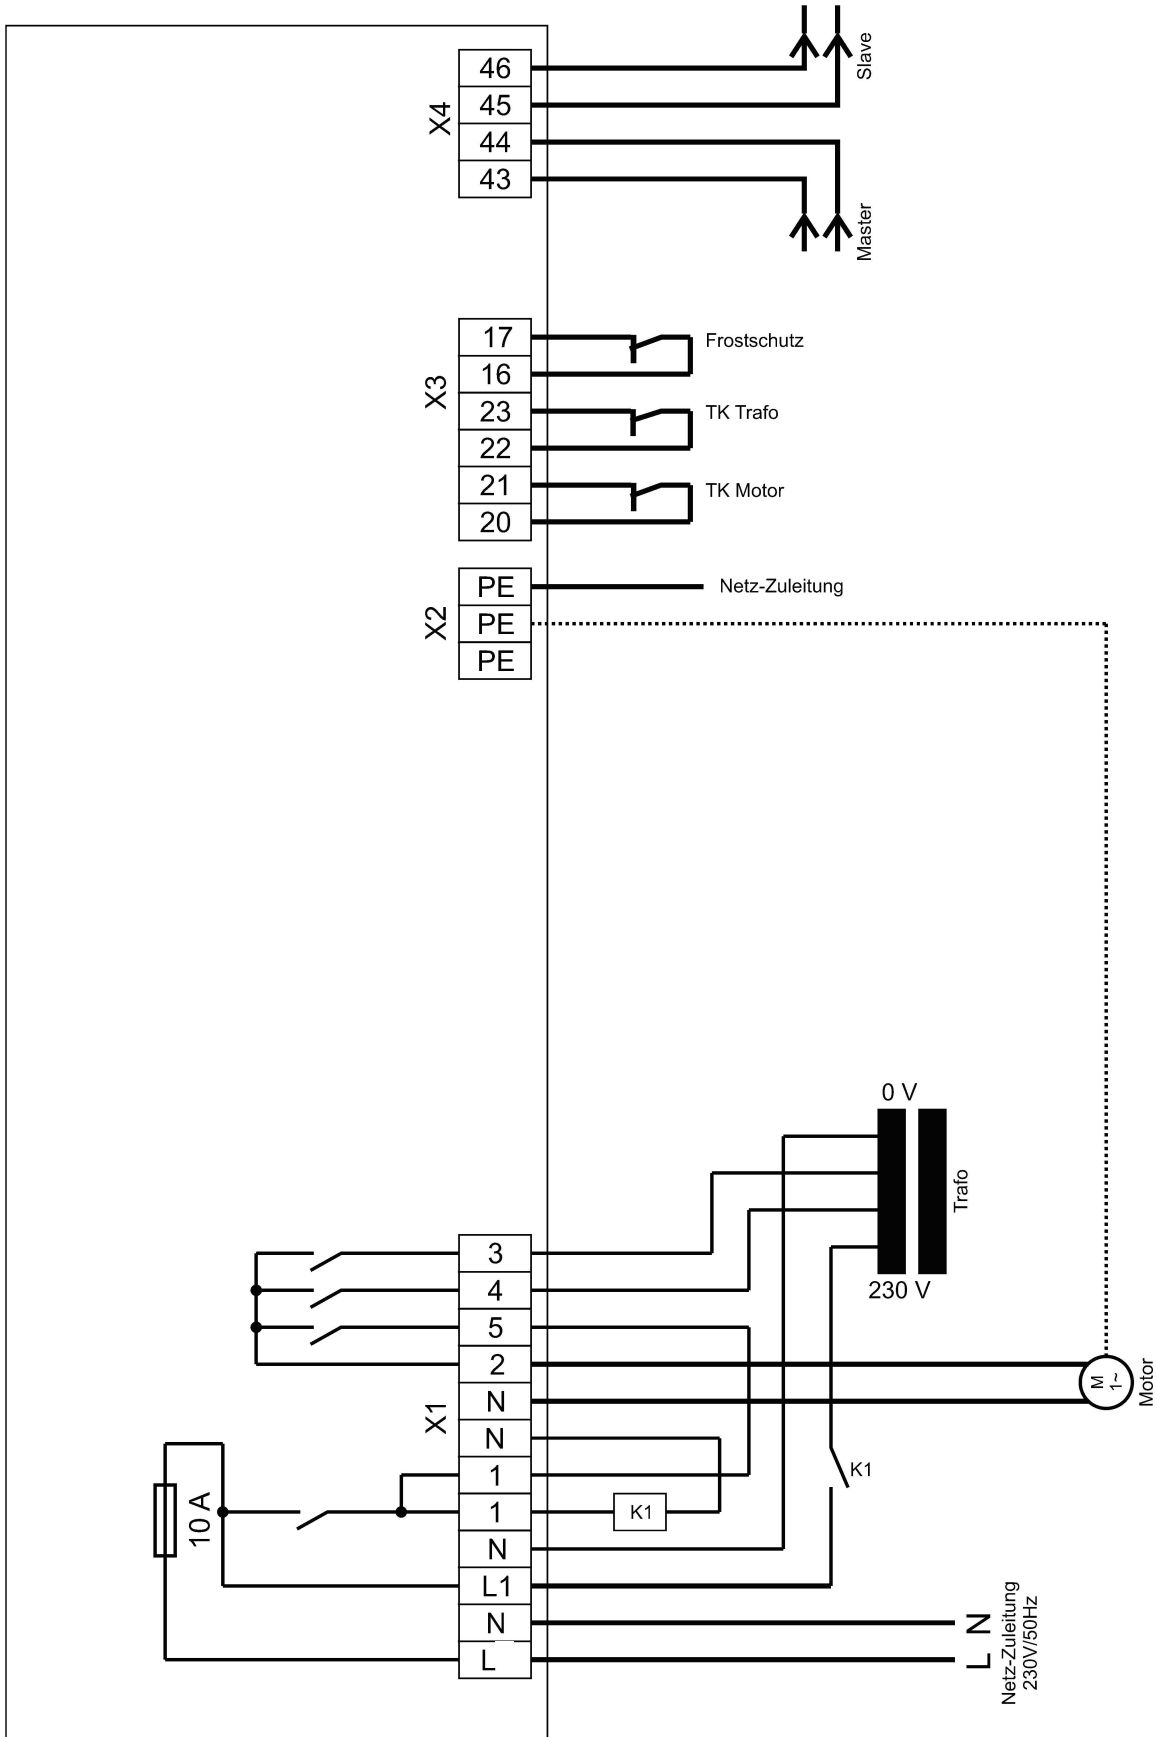 46
45
44
43
X4
Slave
Master
17
16
23
22
21
20
X3
Frostschutz
TK Trafo
TK Motor
PE
PE
PE
X2
Netz-Zuleitung
0 V
Trafo
230 V
3
4
5
2
N
N
1
1
N
L1
N
L
X1
M
1~
Motor
K1
K1
10 A
N
L
Netz-Zuleitung
230V/50Hz